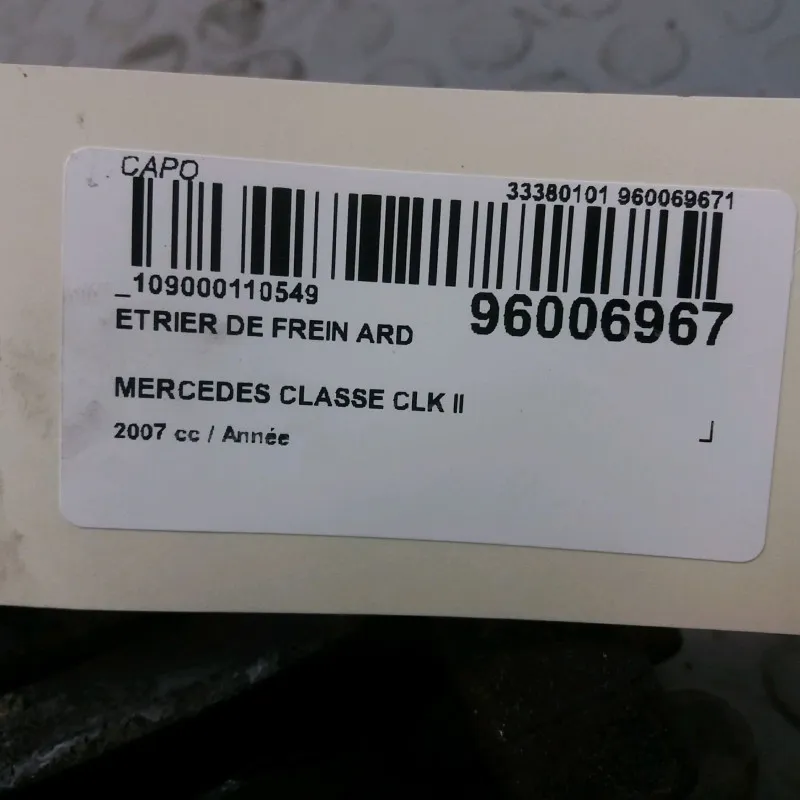 CAPO
33380101 960069671
_109000110549
96006967
ETRIER DE FREIN ARD
MERCEDES CLASSE CLK II
2007 cc / Année